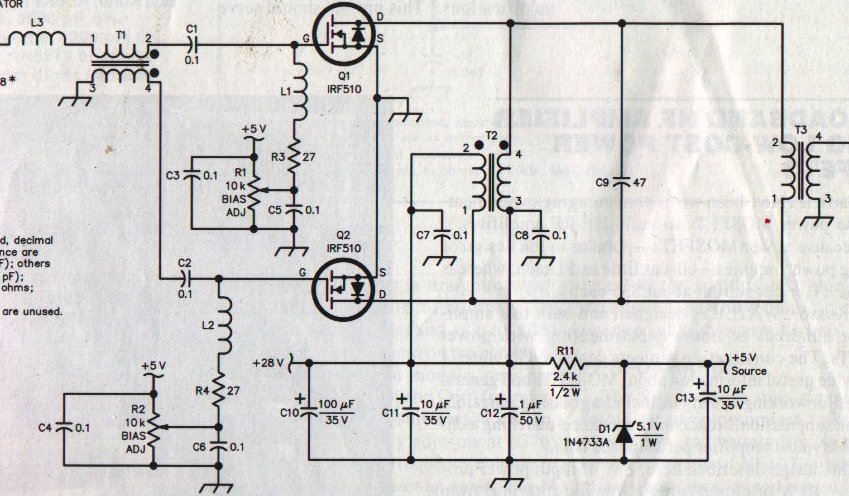 ATOR
L3
8*
1
T1
2
3
4
C1
0.1
G
D
S
Q1
IRF510
L1
+5 V
R3
27
C3
0.1
R1
10 k
BIAS
ADJ
C5
0.1
d, decimal
nce are
F); others
pF);
ohms;
are unused.
C2
0.1
Q2
IRF510
G
S
D
L2
+5 V
R4
27
C4
0.1
R2
10 k
BIAS
ADJ
C6
0.1
T2
2
4
1
3
C7
0.1
C8
0.1
C9
47
T3
2
4
1
3
+28 V
C10
100 µF
35 V
C11
10 µF
35 V
C12
1 µF
50 V
R11
2.4 k
1/2 W
D1
1N4733A
5.1 V
1 W
C13
10 µF
35 V
+5 V
Source